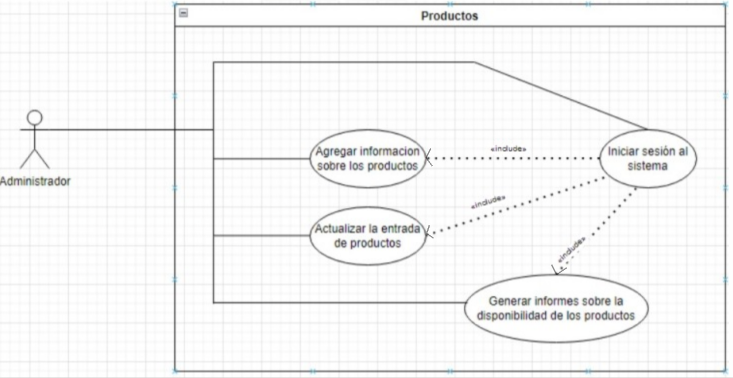 Productos
Agregar informacion
sobre los productos
«include»
Iniciar sesión al
sistema
Administrador
«include»
Actualizar la entrada
de productos
«include»
Generar informes sobre la
disponibilidad de los productos